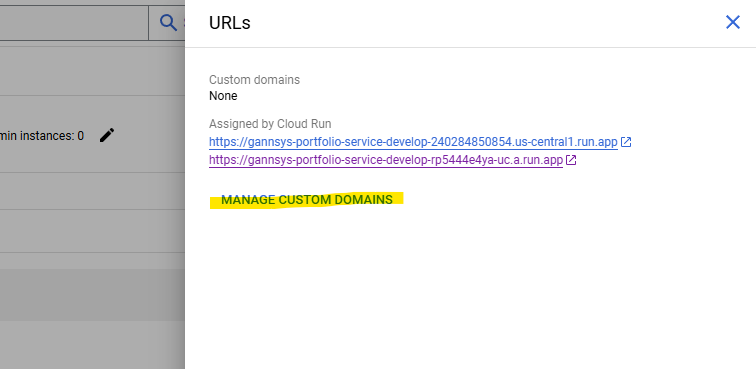 URLs
Custom domains
None
min instances: 0
Assigned by Cloud Run
https://gannsys-portfolio-service-develop-240284850854.us-central1.run.app
https://gannsys-portfolio-service-develop-rp5444e4ya-uc.a.run.app
MANAGE CUSTOM DOMAINS